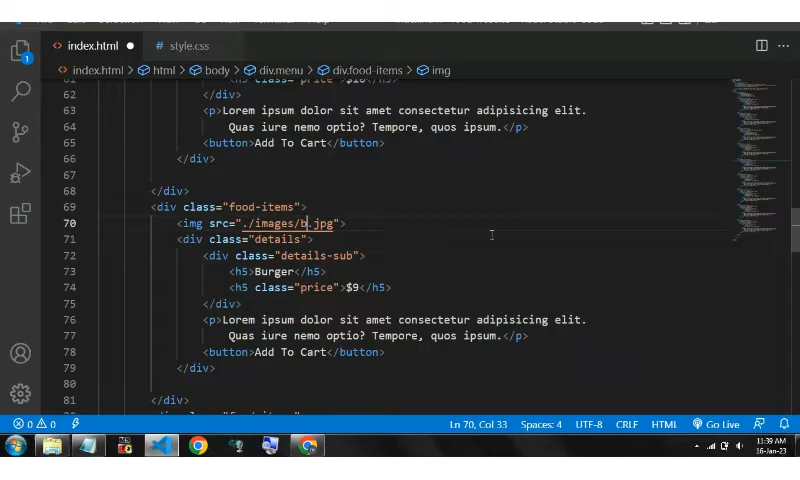 index.html
style.css
index.html > html > body > div.menu > div.food-items > img
62 </div>
63 <p>Lorem ipsum dolor sit amet consectetur adipisicing elit.
64 Quas iure nemo optio? Tempore, quos ipsum.</p>
65 <button>Add To Cart</button>
66 </div>
67
68 </div>
69 <div class="food-items">
70 <img src="./images/b.jpg">
71 <div class="details">
72 <div class="details-sub">
73 <h5>Burger</h5>
74 <h5 class="price">$9</h5>
75 </div>
76 <p>Lorem ipsum dolor sit amet consectetur adipisicing elit.
77 Quas iure nemo optio? Tempore, quos ipsum.</p>
78 <button>Add To Cart</button>
79 </div>
80
81 </div>
0 0 Ln 70, Col 33 Spaces: 4 UTF-8 CRLF HTML Go Live
11:39 AM
16-Jan-23